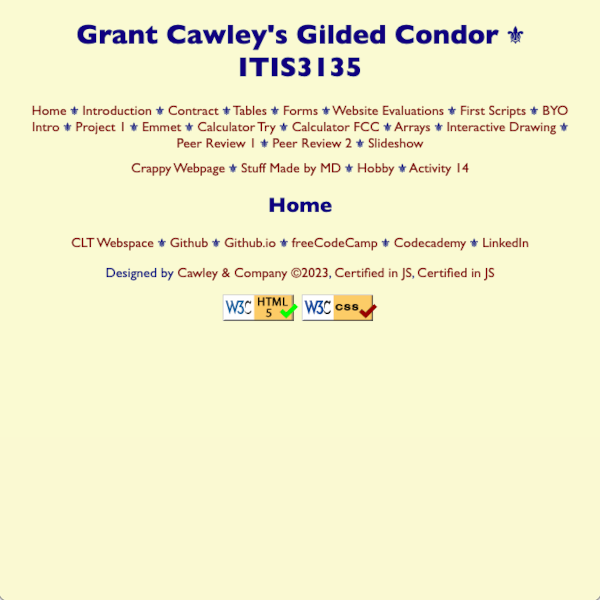 Grant Cawley's Gilded Condor ⚜
ITIS3135
Home ⚜ Introduction ⚜ Contract ⚜ Tables ⚜ Forms ⚜ Website Evaluations ⚜ First Scripts ⚜ BYO
Intro ⚜ Project 1 ⚜ Emmet ⚜ Calculator Try ⚜ Calculator FCC ⚜ Arrays ⚜ Interactive Drawing ⚜
Peer Review 1 ⚜ Peer Review 2 ⚜ Slideshow
Crappy Webpage ⚜ Stuff Made by MD ⚜ Hobby ⚜ Activity 14
Home
CLT Webspace ⚜ Github ⚜ Github.io ⚜ freeCodeCamp ⚜ Codecademy ⚜ LinkedIn
Designed by Cawley & Company ©2023, Certified in JS, Certified in JS
W3C HTML 5 W3C css